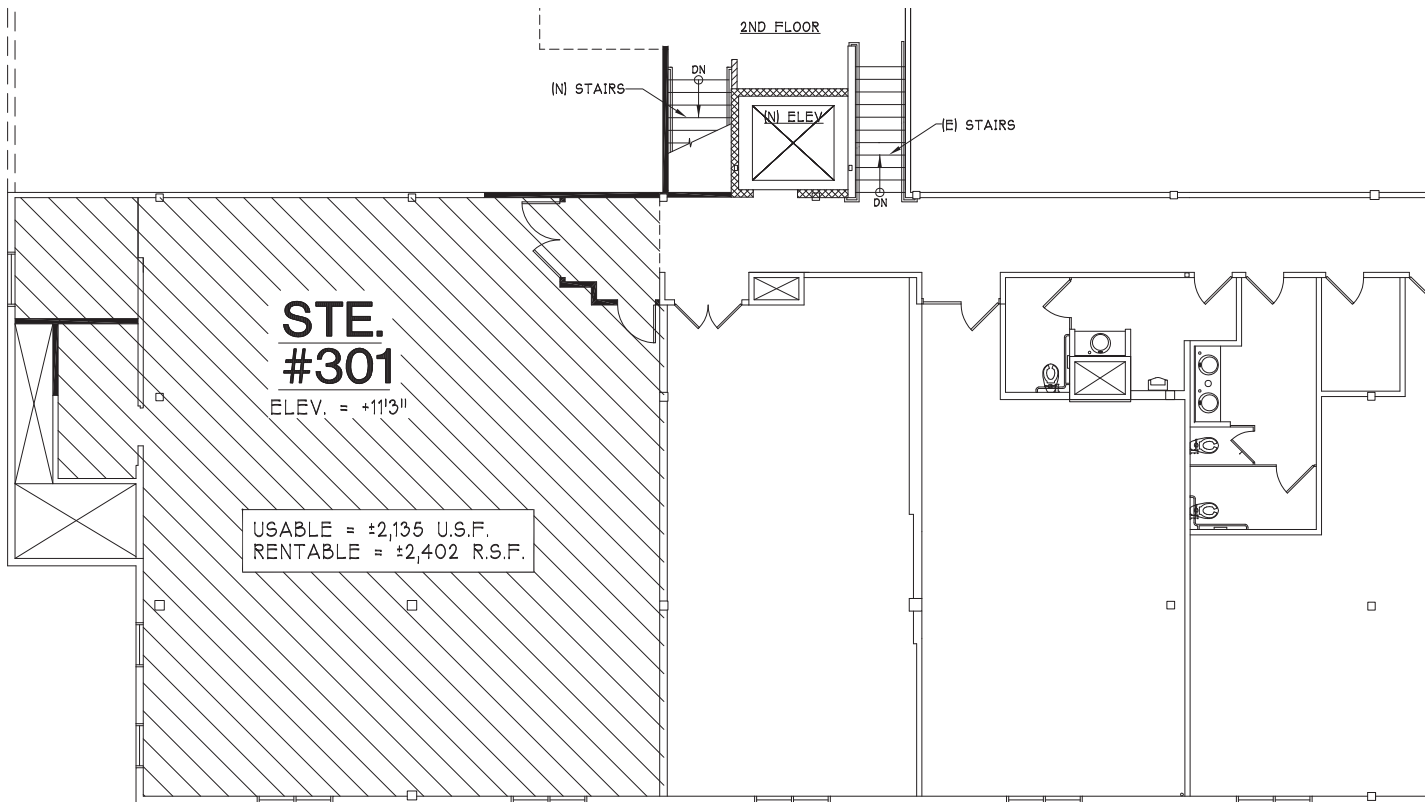 2ND FLOOR
DN
(N) STAIRS
(N) ELEV
(E) STAIRS
DN
STE.
#301
ELEV. = +11'3"
USABLE = ±2,135 U.S.F.
RENTABLE = ±2,402 R.S.F.